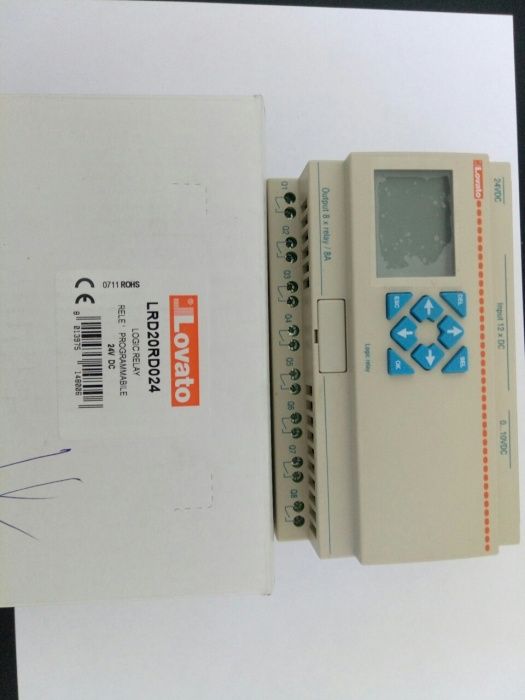 Lovato
LRD20RD024
LOGIC RELAY
RELE' PROGRAMMABILE
24V DC
0711 ROHS
CE
8 013975 148006
Lovato
24VDC
Input 12 x DC
0...10VDC
DEL
SEL
ESC
OK
Logic relay
Output 8 x relay / 8A
Q1
Q2
Q3
Q4
Q5
Q6
Q7
Q8